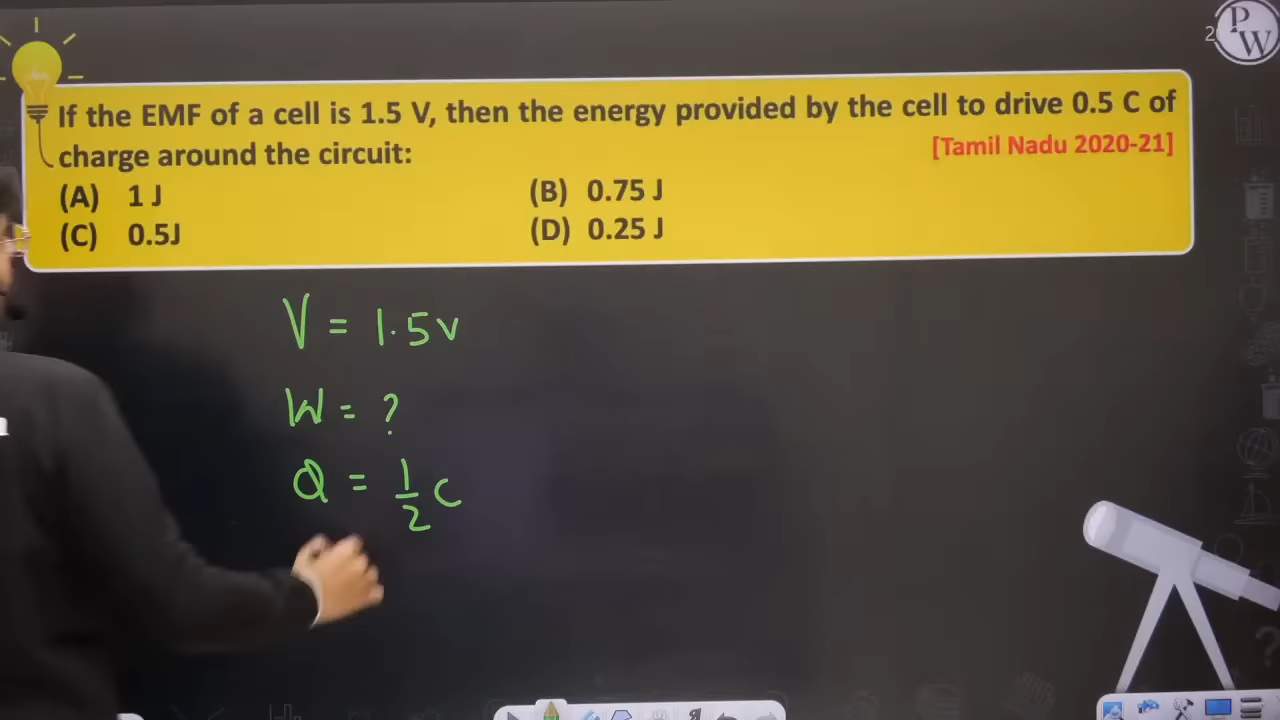 PW
2
If the EMF of a cell is 1.5 V, then the energy provided by the cell to drive 0.5 C of
charge around the circuit:
[Tamil Nadu 2020-21]
(A) 1 J
(B) 0.75 J
(C) 0.5J
(D) 0.25 J
V = 1.5v
W = ?
Q = 1/2 C